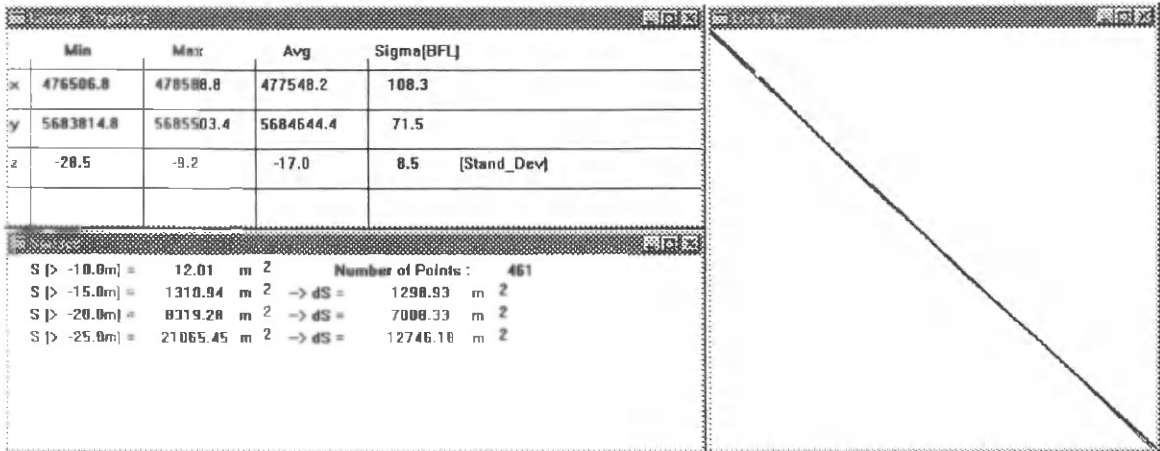 Min Max Avg Sigma(BFL)
x 476506.8 478588.8 477548.2 108.3
y 5683814.8 5685503.4 5684644.4 71.5
z -28.5 -9.2 -17.0 8.5 (Stand_Dev)
S (> -10.0m) = 12.01 m 2 Number of Points : 461
S (> -15.0m) = 1310.94 m 2 -> dS = 1298.93 m 2
S (> -20.0m) = 8319.28 m 2 -> dS = 7008.33 m 2
S (> -25.0m) = 21065.45 m 2 -> dS = 12746.18 m 2